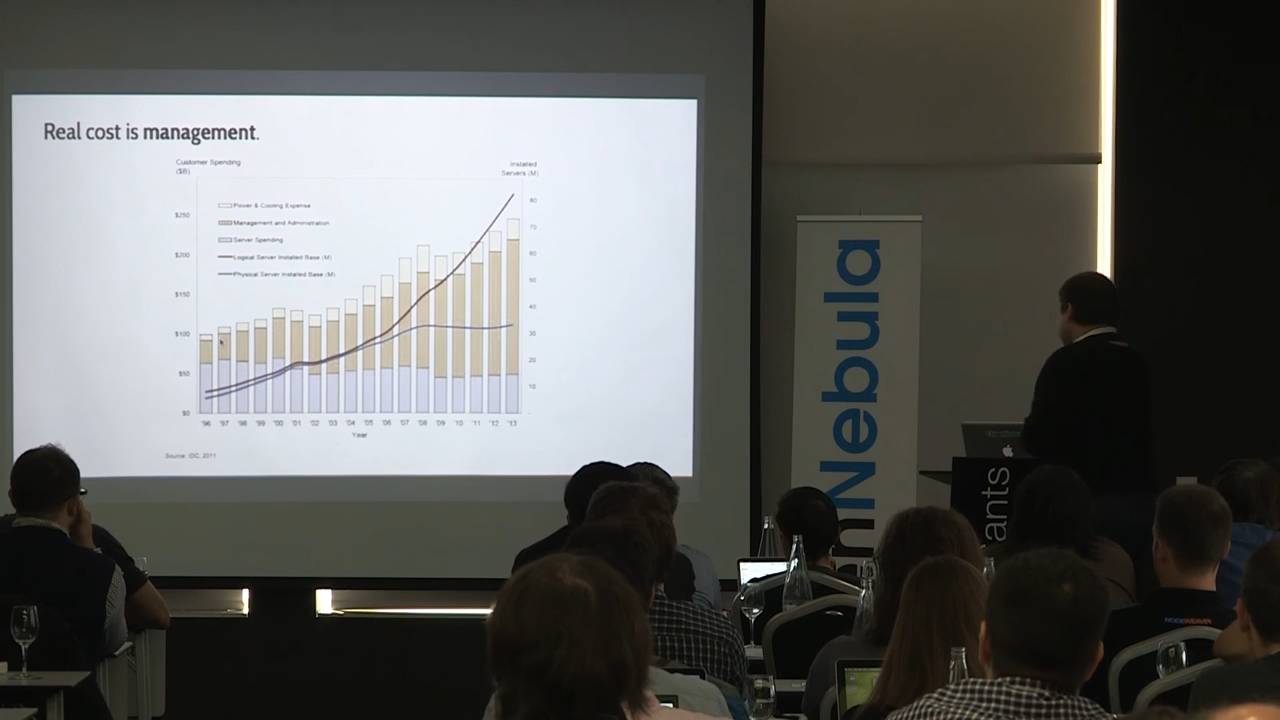 Real cost is management.
Customer Spending
($B)
Installed
Servers (M)
Power & Cooling Expense
Management and Administration
Server Spending
Logical Server Installed Base (M)
Physical Server Installed Base (M)
$250
$200
$150
$100
$50
$0
80
70
60
50
40
30
20
10
'96 '97 '98 '99 '00 '01 '02 '03 '04 '05 '06 '07 '08 '09 '10 '11 '12 '13
Year
Source: IDC, 2011
nNebula
ants
NODEWEAVER